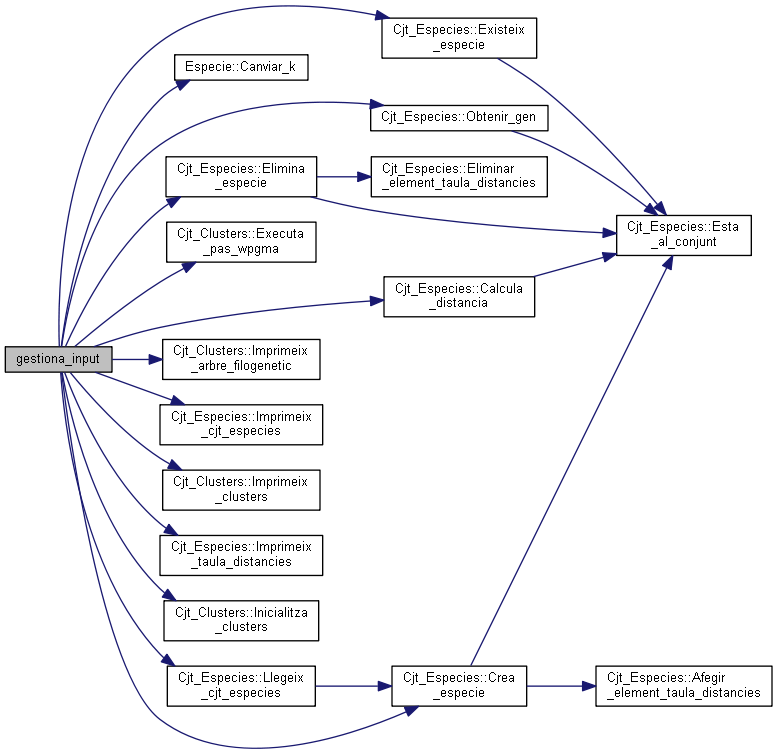 Cjt_Especies::Existeix
_especie
Especie::Canviar_k
Cjt_Especies::Obtenir_gen
Cjt_Especies::Elimina
_especie
Cjt_Especies::Eliminar
_element_taula_distancies
Cjt_Especies::Esta
_al_conjunt
Cjt_Clusters::Executa
_pas_wpgma
Cjt_Especies::Calcula
_distancia
gestiona_input
Cjt_Clusters::Imprimeix
_arbre_filogenetic
Cjt_Especies::Imprimeix
_cjt_especies
Cjt_Clusters::Imprimeix
_clusters
Cjt_Especies::Imprimeix
_taula_distancies
Cjt_Clusters::Inicialitza
_clusters
Cjt_Especies::Llegeix
_cjt_especies
Cjt_Especies::Crea
_especie
Cjt_Especies::Afegir
_element_taula_distancies